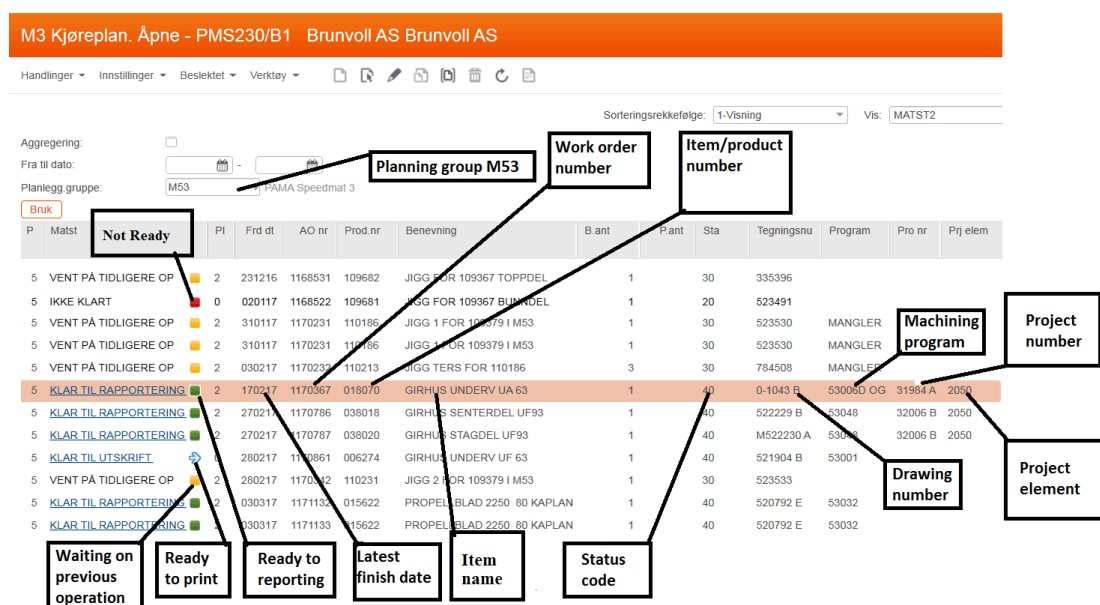 M3 Kjøreplan. Åpne - PMS230/B1 Brunvoll AS Brunvoll AS
Handlinger Innstillinger Beslektet Verktøy
Sorteringsrekkefølge: 1-Visning Vis: MATST2
Aggregering:
Fra til dato: -
Planlegg.gruppe: M53 PAMA Speedmat 3
Bruk
Planning group M53
Work order number
Item/product number
Not Ready
P Matst Pl Frd dt AO nr Prod.nr Benevning B.ant P.ant Sta Tegningsnu Program Pro nr Prj elem
5 VENT PÅ TIDLIGERE OP 2 231216 1168531 109682 JIGG FOR 109367 TOPPDEL 1 30 335396
5 IKKE KLART 0 020117 1168522 109681 JIGG FOR 109367 BUNNDEL 1 20 523491
5 VENT PÅ TIDLIGERE OP 2 310117 1170231 110186 JIGG 1 FOR 109379 I M53 1 30 523530 MANGLER
5 VENT PÅ TIDLIGERE OP 2 310117 1170231 110186 JIGG 1 FOR 109379 I M53 1 30 523530 MANGLER
5 VENT PÅ TIDLIGERE OP 2 030217 1170232 110213 JIGG TERS FOR 110186 3 30 784508 MANGLER
5 KLAR TIL RAPPORTERING 2 170217 1170367 018070 GIRHUS UNDERV UA 63 1 40 0-1043 B 53006D OG 31984 A 2050
5 KLAR TIL RAPPORTERING 2 270217 1170786 038018 GIRHUS SENTERDEL UF93 1 40 522229 B 53048 32006 B 2050
5 KLAR TIL RAPPORTERING 2 270217 1170787 038020 GIRHUS STAGDEL UF93 1 40 M522230 A 53048 32006 B 2050
5 KLAR TIL UTSKRIFT 280217 1170861 006274 GIRHUS UNDERV UF 63 1 40 521904 B 53001
5 VENT PÅ TIDLIGERE OP 2 280217 1170342 110231 JIGG 2 FOR 109379 I M53 1 30 523533
5 KLAR TIL RAPPORTERING 2 030317 1171132 015622 PROPELLBLAD 2250 80 KAPLAN 1 40 520792 E 53032
5 KLAR TIL RAPPORTERING 2 030317 1171133 015622 PROPELLBLAD 2250 80 KAPLAN 1 40 520792 E 53032
Machining program
Project number
Drawing number
Project element
Waiting on previous operation
Ready to print
Ready to reporting
Latest finish date
Item name
Status code